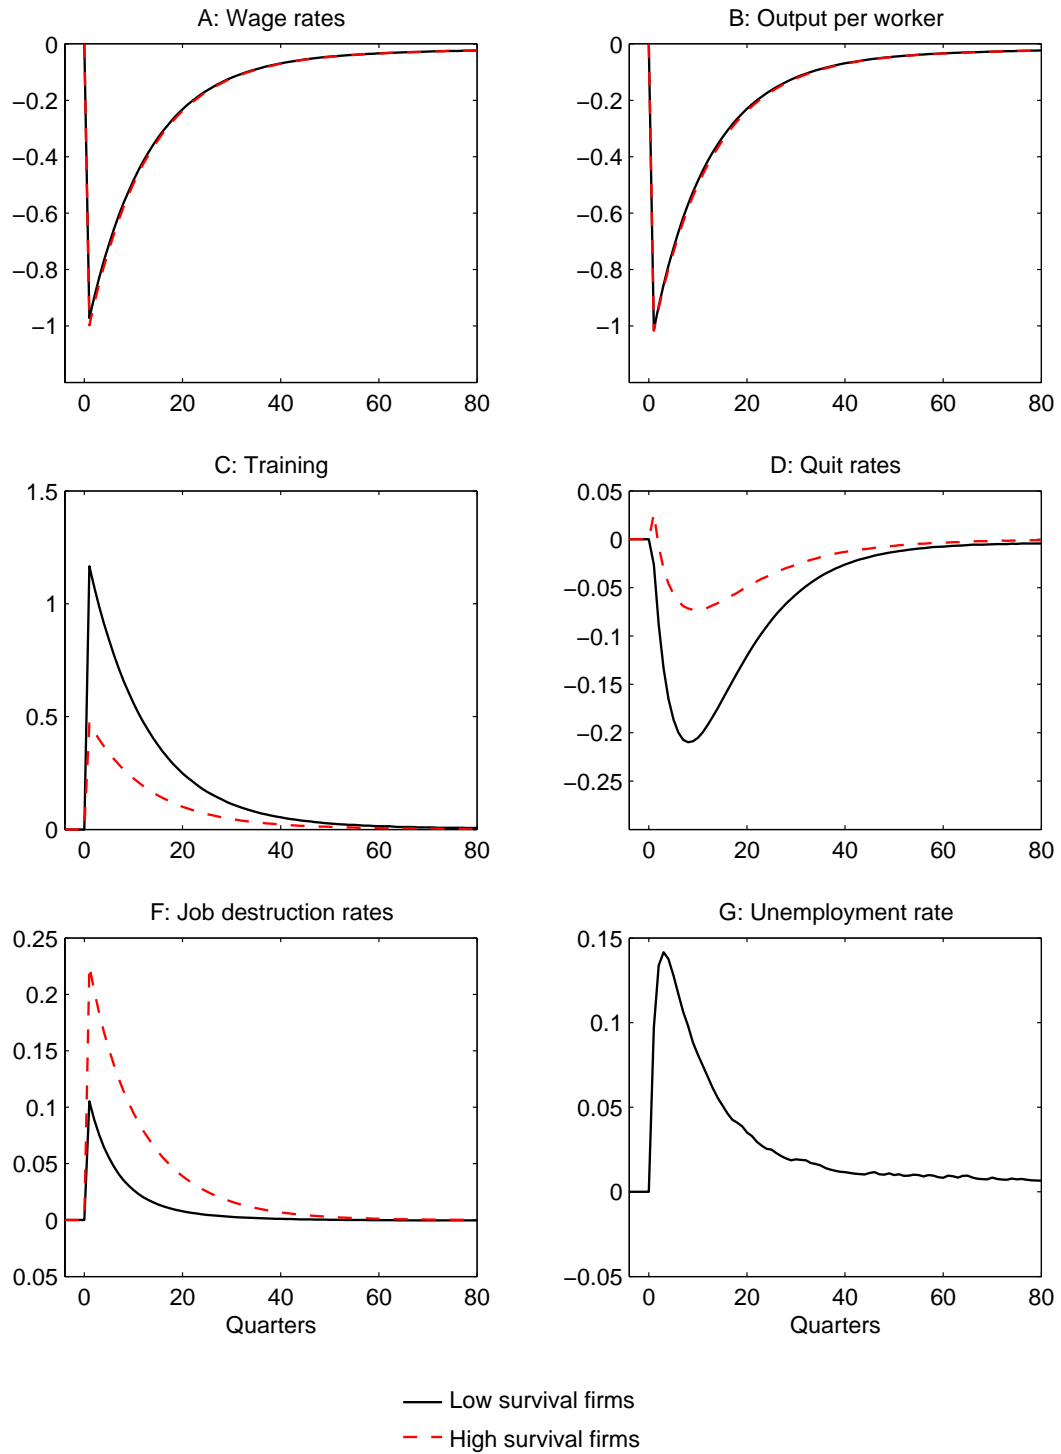 A: Wage rates
0
−0.2
−0.4
−0.6
−0.8
−1
0 20 40 60 80
B: Output per worker
0
−0.2
−0.4
−0.6
−0.8
−1
0 20 40 60 80
C: Training
1.5
1
0.5
0
0 20 40 60 80
D: Quit rates
0.05
0
−0.05
−0.1
−0.15
−0.2
−0.25
0 20 40 60 80
F: Job destruction rates
0.25
0.2
0.15
0.1
0.05
0
0.05
0 20 40 60 80
Quarters
G: Unemployment rate
0.15
0.1
0.05
0
−0.05
0 20 40 60 80
Quarters
Low survival firms
High survival firms